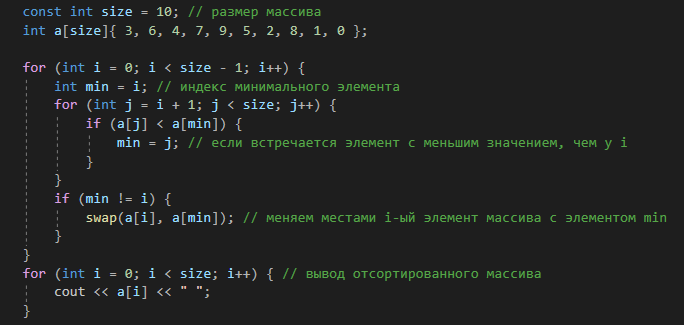 const int size = 10; // размер массива
int a[size]{ 3, 6, 4, 7, 9, 5, 2, 8, 1, 0 };
for (int i = 0; i < size - 1; i++) {
int min = i; // индекс минимального элемента
for (int j = i + 1; j < size; j++) {
if (a[j] < a[min]) {
min = j; // если встречается элемент с меньшим значением, чем у i
}
}
if (min != i) {
swap(a[i], a[min]); // меняем местами i-ый элемент массива с элементом min
}
}
for (int i = 0; i < size; i++) { // вывод отсортированного массива
cout << a[i] << " ";
}